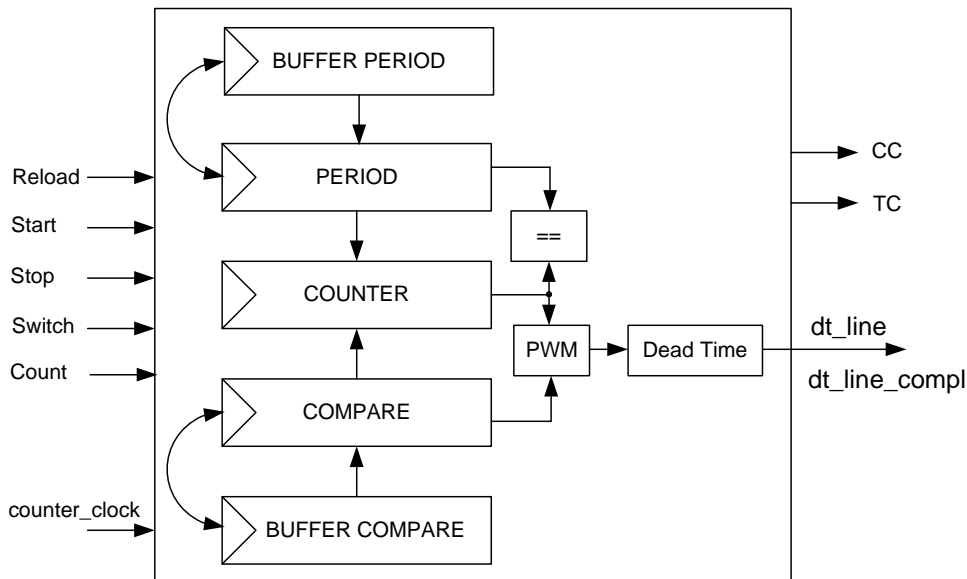 BUFFER PERIOD
PERIOD
CC
Reload
TC
Start
==
Stop
COUNTER
Switch
dt_line
PWM
Dead Time
Count
dt_line_compl
COMPARE
counter_clock
BUFFER COMPARE